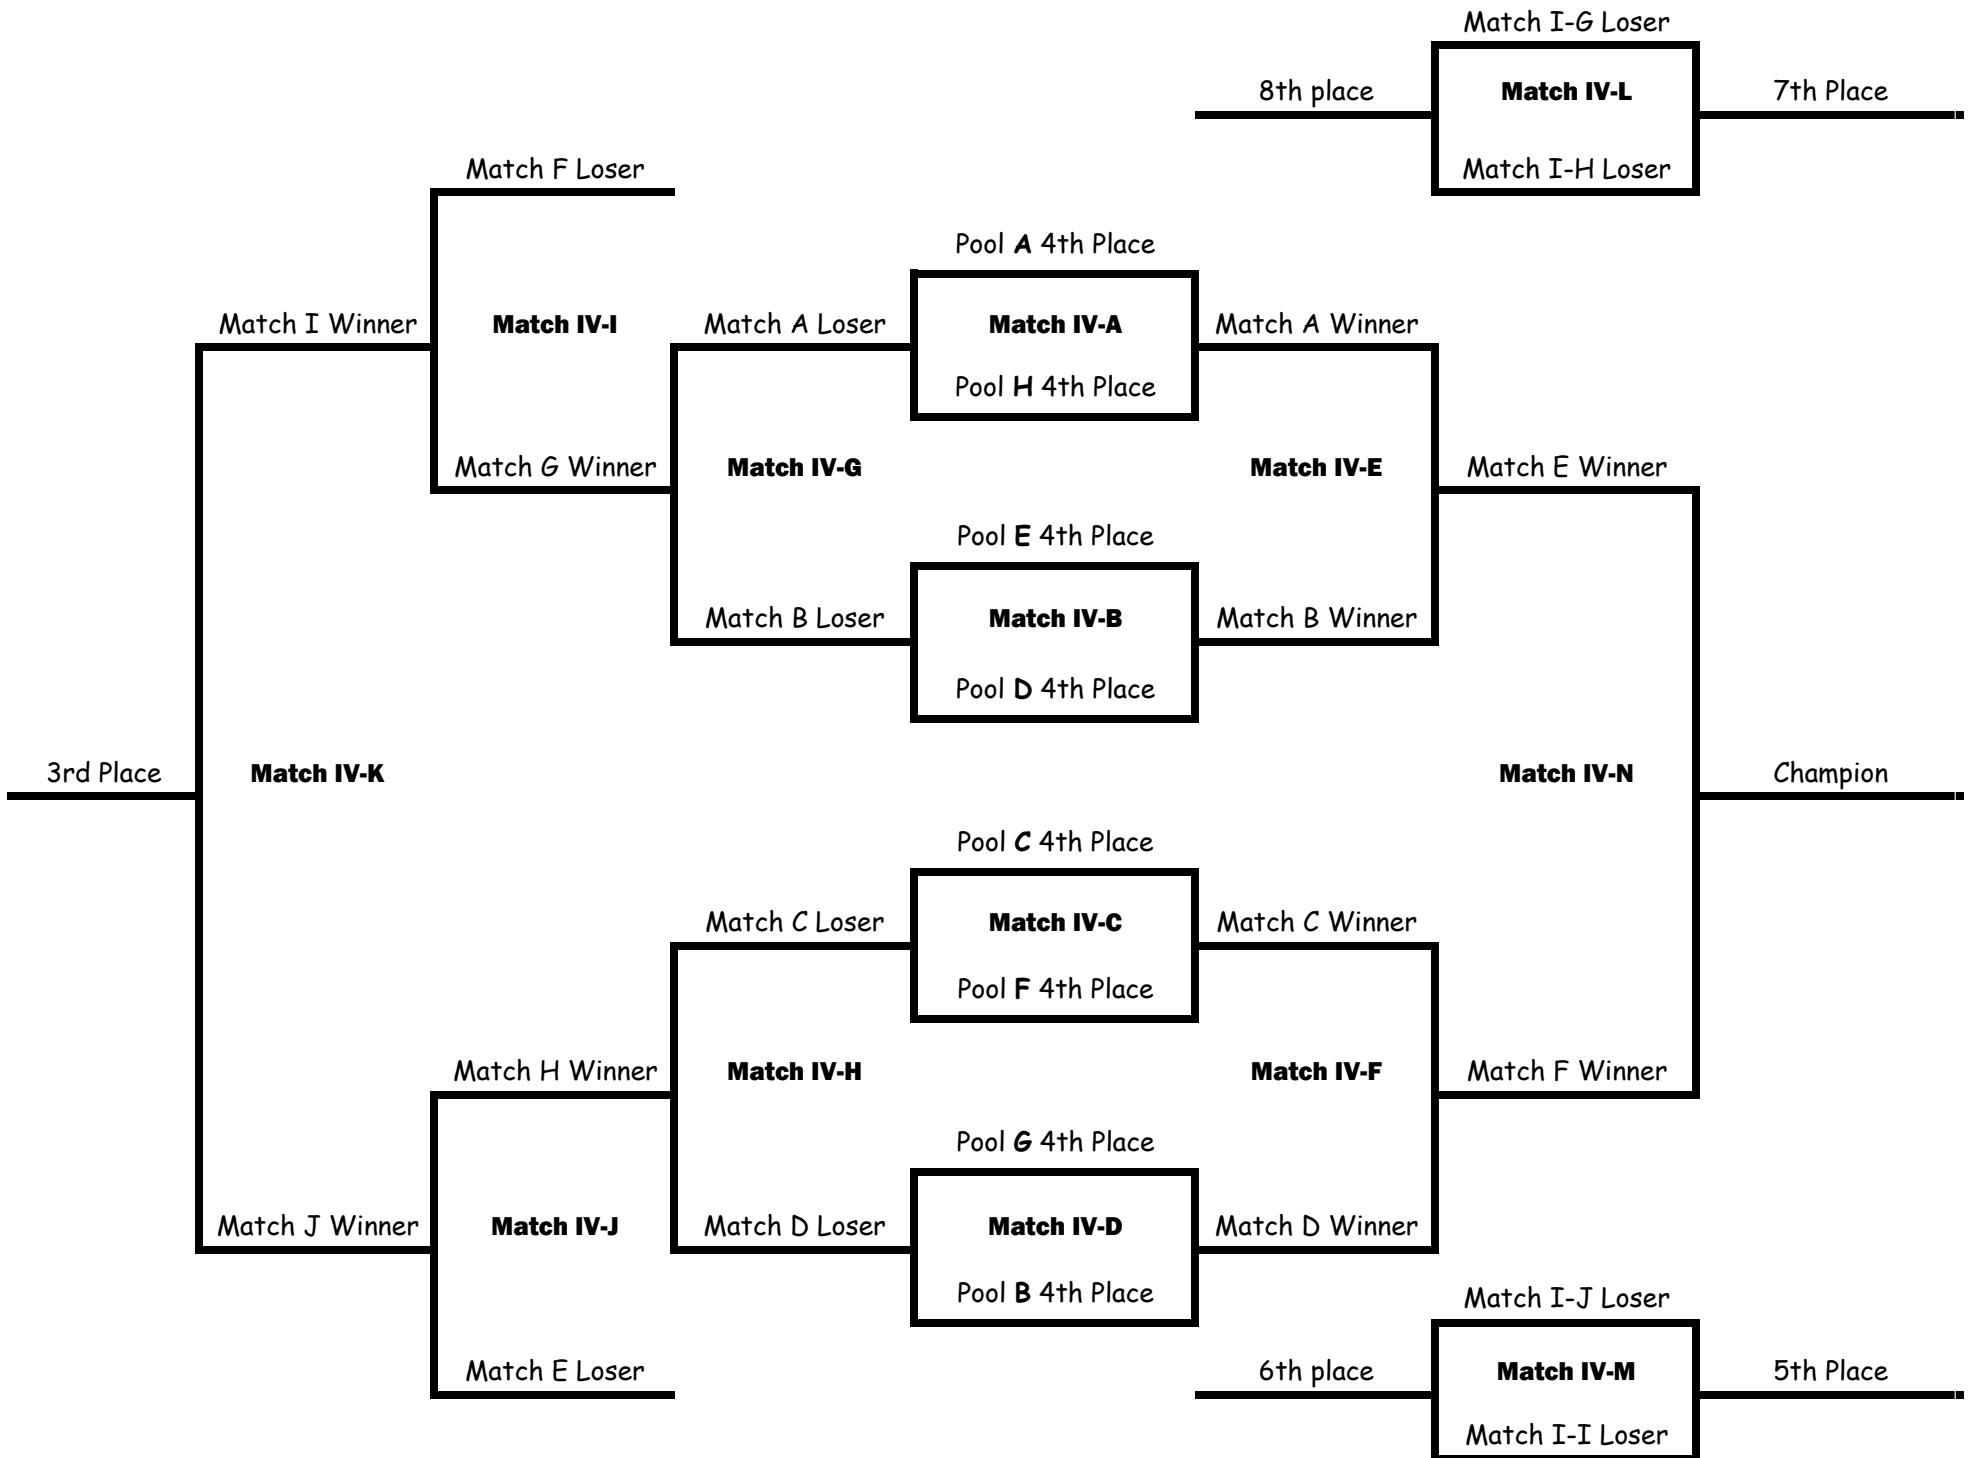 Match I-G Loser
8th place
Match IV-L
7th Place
Match I-H Loser
Match F Loser
Pool A 4th Place
Match I Winner
Match IV-I
Match A Loser
Match IV-A
Match A Winner
Pool H 4th Place
Match G Winner
Match IV-G
Match IV-E
Match E Winner
Pool E 4th Place
Match B Loser
Match IV-B
Match B Winner
Pool D 4th Place
3rd Place
Match IV-K
Match IV-N
Champion
Pool C 4th Place
Match C Loser
Match IV-C
Match C Winner
Pool F 4th Place
Match H Winner
Match IV-H
Match IV-F
Match F Winner
Pool G 4th Place
Match J Winner
Match IV-J
Match D Loser
Match IV-D
Match D Winner
Pool B 4th Place
Match I-J Loser
Match E Loser
6th place
Match IV-M
5th Place
Match I-I Loser